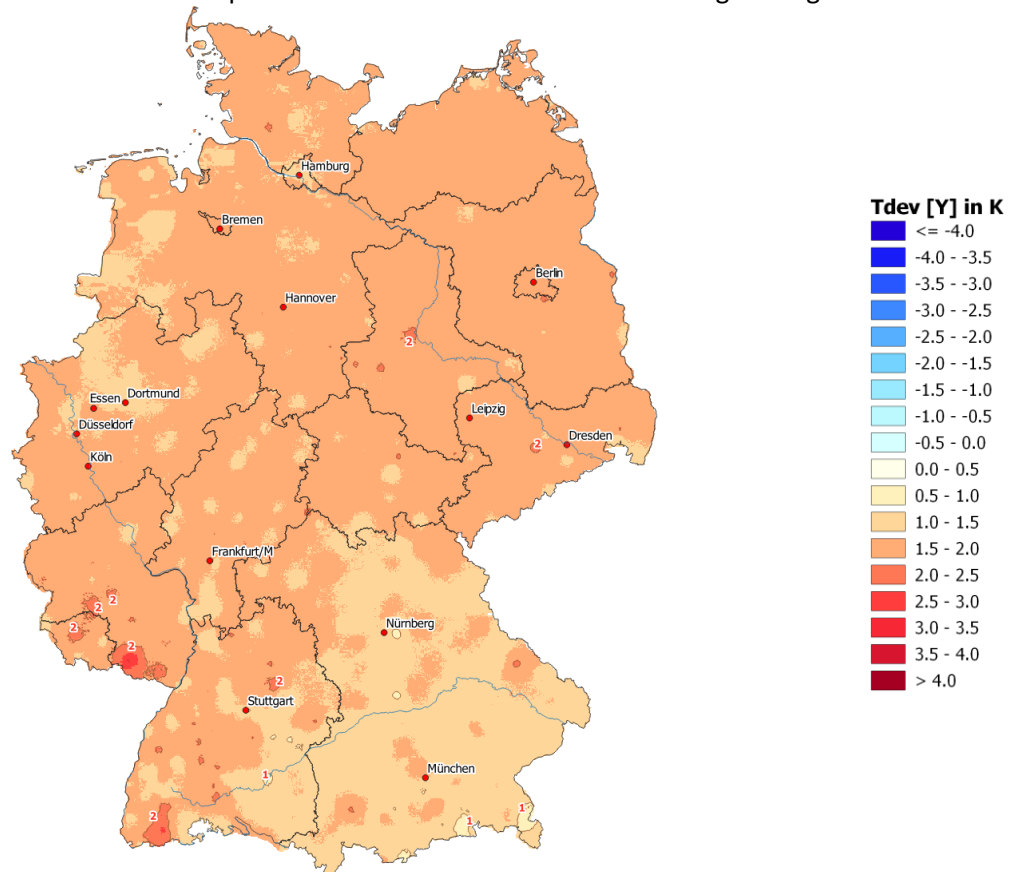 Hamburg
Bremen
Berlin
Hannover
2
Essen
Dortmund
Düsseldorf
Leipzig
Köln
2
Dresden
Frankfurt/M
2
2
2
Nürnberg
2
2
Stuttgart
1
München
2
1
1
Tdev [Y] in K
<= -4.0
-4.0 - -3.5
-3.5 - -3.0
-3.0 - -2.5
-2.5 - -2.0
-2.0 - -1.5
-1.5 - -1.0
-1.0 - -0.5
-0.5 - 0.0
0.0 - 0.5
0.5 - 1.0
1.0 - 1.5
1.5 - 2.0
2.0 - 2.5
2.5 - 3.0
3.0 - 3.5
3.5 - 4.0
> 4.0